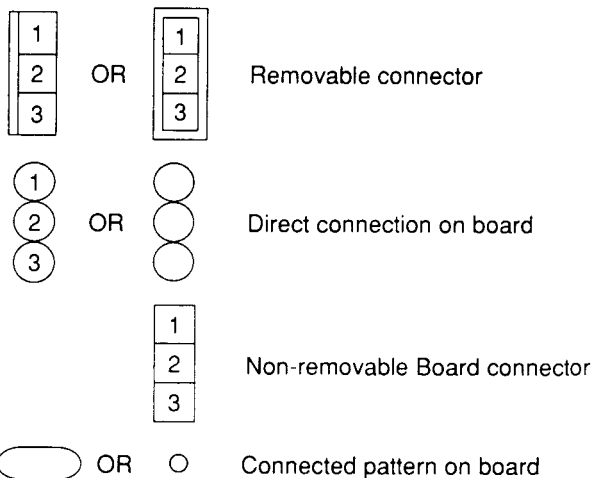 1 1
2 OR 2 Removable connector
3 3
1
2 OR Direct connection on board
3
1
2 Non-removable Board connector
3
OR Connected pattern on board